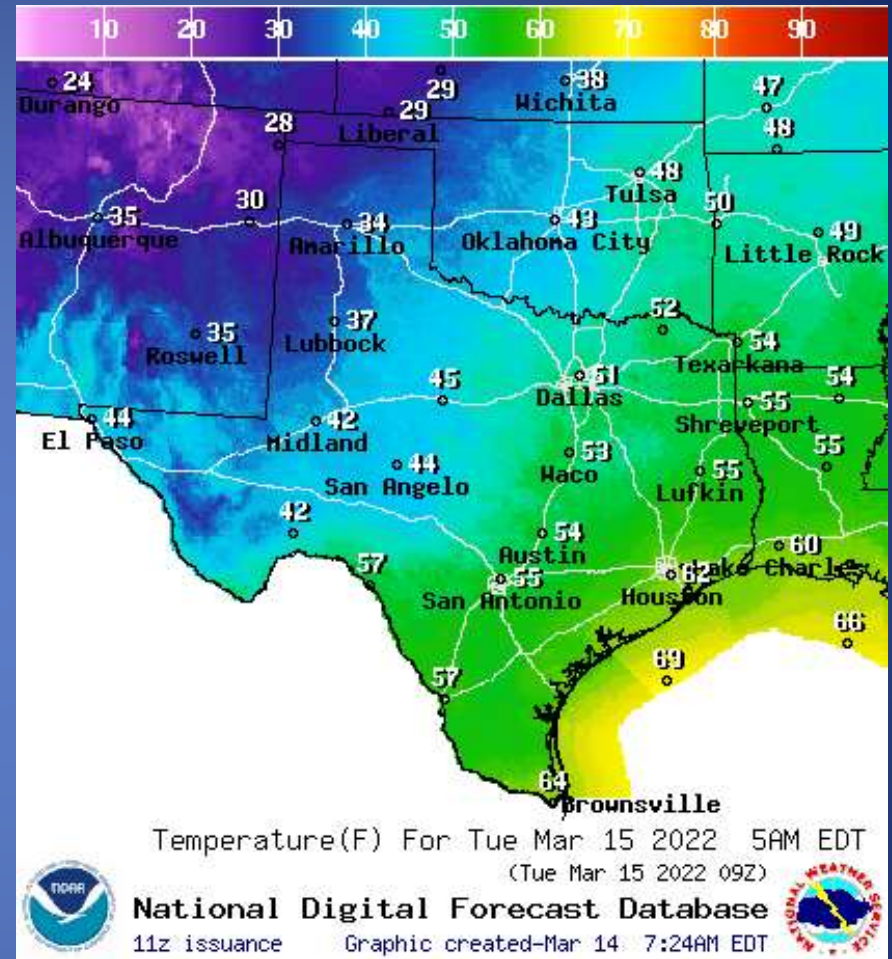 10 20 30 40 50 60 70 80 90
24 29 38 47
Durango Wichita
29
Liberal
28 48
48
Tulsa
30 50
35 34 43 49
Albuquerque Amarillo Oklahoma City Little Rock
35 37 52 54
Roswell Lubbock Texarkana
45 51 54
Dallas 55
44 42 Shreveport
El Paso Midland 53 55
44 Waco 55
San Angelo Lufkin
42 54 60
Austin Lake Charles
57 55 62
San Antonio Houston
66
57 69
64
Brownsville
Temperature(F) For Tue Mar 15 2022 5AM EDT
(Tue Mar 15 2022 09Z)
NOAA
NATIONAL WEATHER SERVICE
National Digital Forecast Database
11z issuance Graphic created-Mar 14 7:24AM EDT